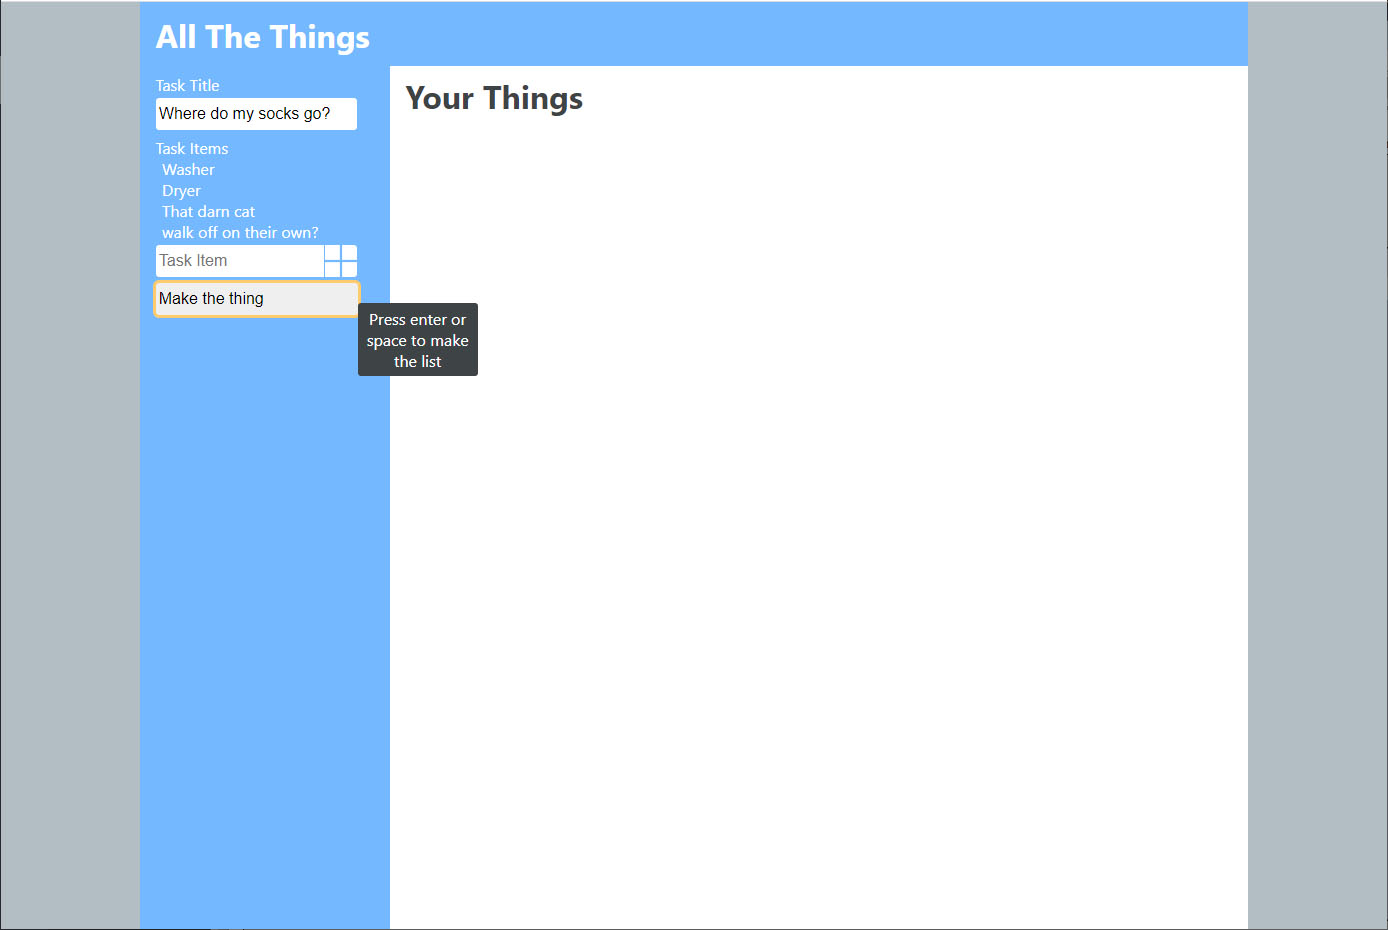 All The Things
Task Title
Where do my socks go?
Task Items
Washer
Dryer
That darn cat
walk off on their own?
Task Item
Make the thing
Press enter or
space to make
the list
Your Things